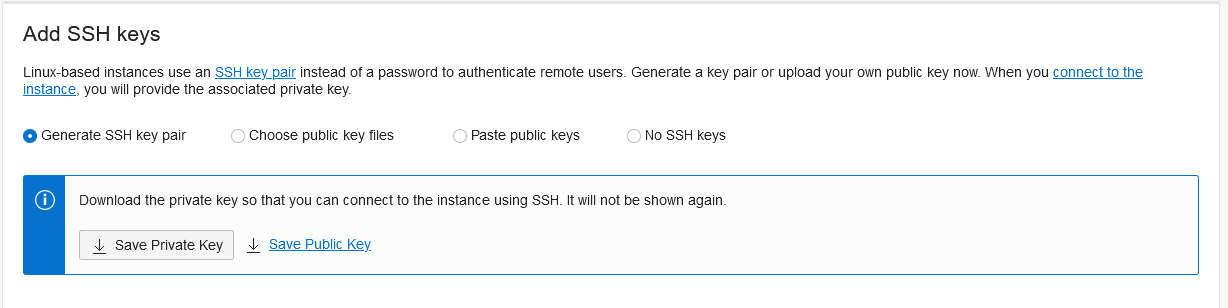 Add SSH keys
Linux-based instances use an SSH key pair instead of a password to authenticate remote users. Generate a key pair or upload your own public key now. When you connect to the
instance, you will provide the associated private key.
Generate SSH key pair Choose public key files Paste public keys No SSH keys
Download the private key so that you can connect to the instance using SSH. It will not be shown again.
Save Private Key Save Public Key